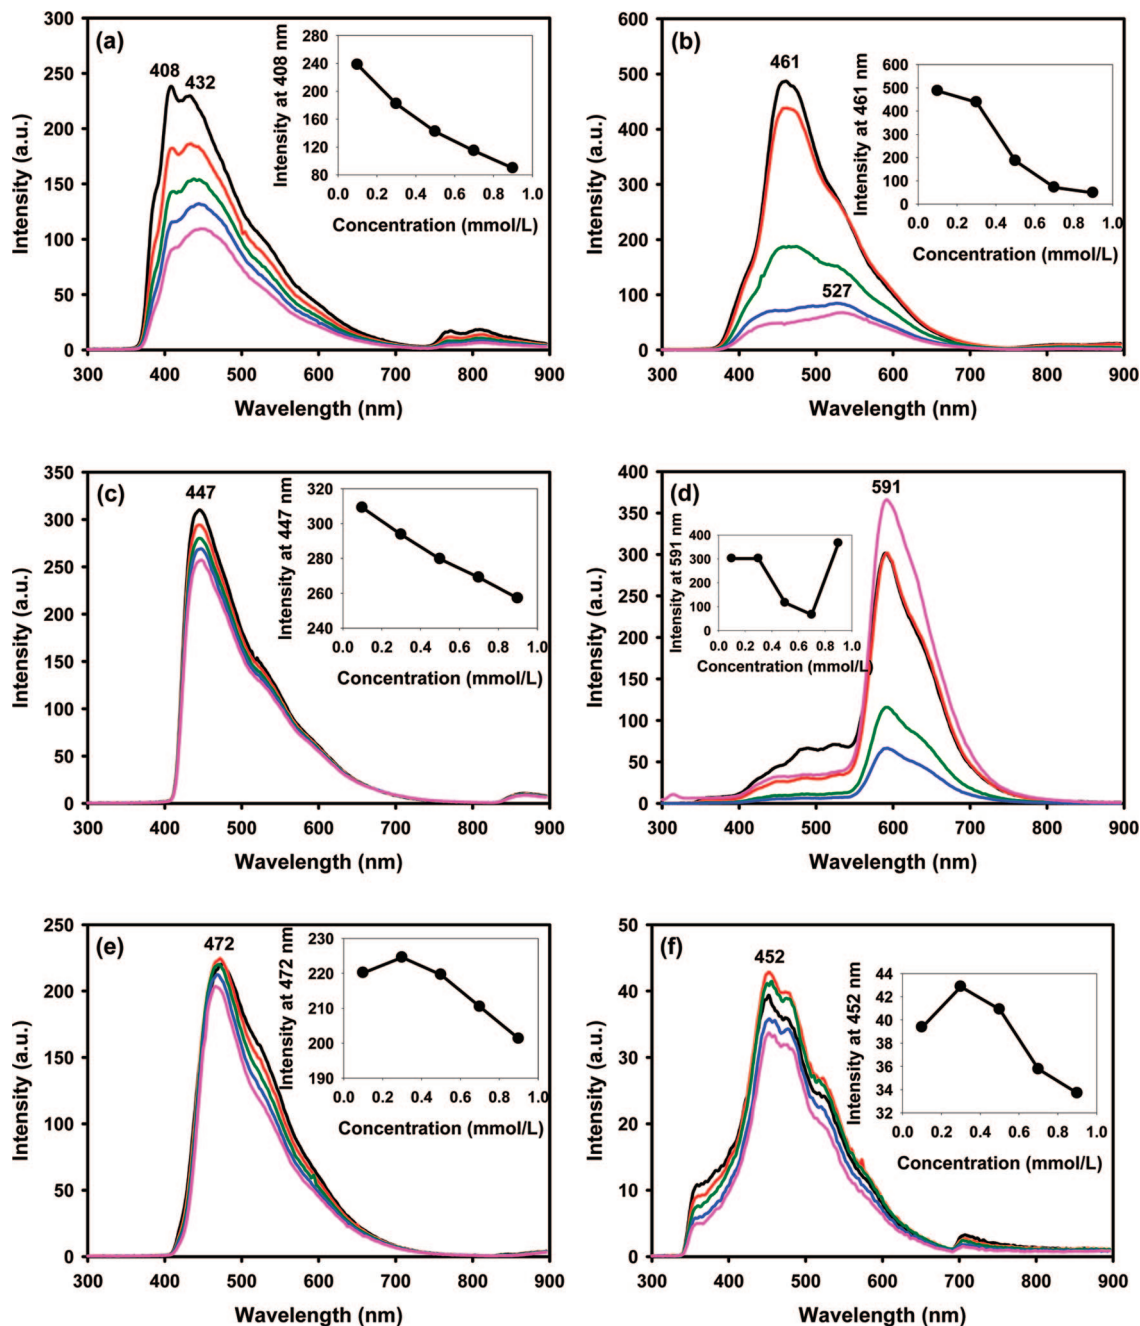 (a)
408
432
Intensity (a.u.)
300
250
200
150
100
50
0
300 400 500 600 700 800 900
Wavelength (nm)
Intensity at 408 nm
280
240
200
160
120
80
0.0 0.2 0.4 0.6 0.8 1.0
Concentration (mmol/L)
(b)
461
527
Intensity (a.u.)
600
500
400
300
200
100
0
300 400 500 600 700 800 900
Wavelength (nm)
Intensity at 461 nm
600
500
400
300
200
100
0
0.0 0.2 0.4 0.6 0.8 1.0
Concentration (mmol/L)
(c)
447
Intensity (a.u.)
350
300
250
200
150
100
50
0
300 400 500 600 700 800 900
Wavelength (nm)
Intensity at 447 nm
320
300
280
260
240
0.0 0.2 0.4 0.6 0.8 1.0
Concentration (mmol/L)
(d)
591
Intensity (a.u.)
400
350
300
250
200
150
100
50
0
300 400 500 600 700 800 900
Wavelength (nm)
Intensity at 591 nm
400
300
200
100
0
0.0 0.2 0.4 0.6 0.8 1.0
Concentration (mmol/L)
(e)
472
Intensity (a.u.)
250
200
150
100
50
0
300 400 500 600 700 800 900
Wavelength (nm)
Intensity at 472 nm
230
220
210
200
190
0.0 0.2 0.4 0.6 0.8 1.0
Concentration (mmol/L)
(f)
452
Intensity (a.u.)
50
40
30
20
10
0
300 400 500 600 700 800 900
Wavelength (nm)
Intensity at 452 nm
44
42
40
38
36
34
32
0.0 0.2 0.4 0.6 0.8 1.0
Concentration (mmol/L)